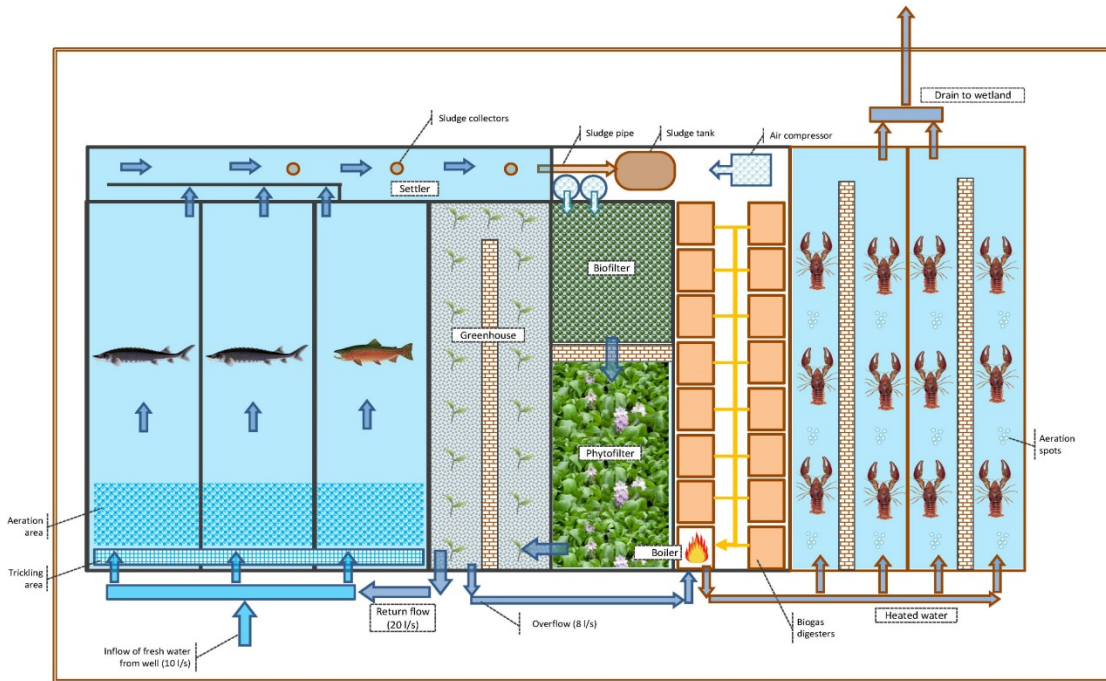 Drain to wetland
Sludge collectors
Sludge pipe
Sludge tank
Air compressor
Settler
Biofilter
Greenhouse
Phytofilter
Aeration
spots
Aeration
area
Boiler
Trickling
area
Return flow
(20 l/s)
Overflow (8 l/s)
Heated water
Biogas
digesters
Inflow of fresh water
from well (10 l/s)